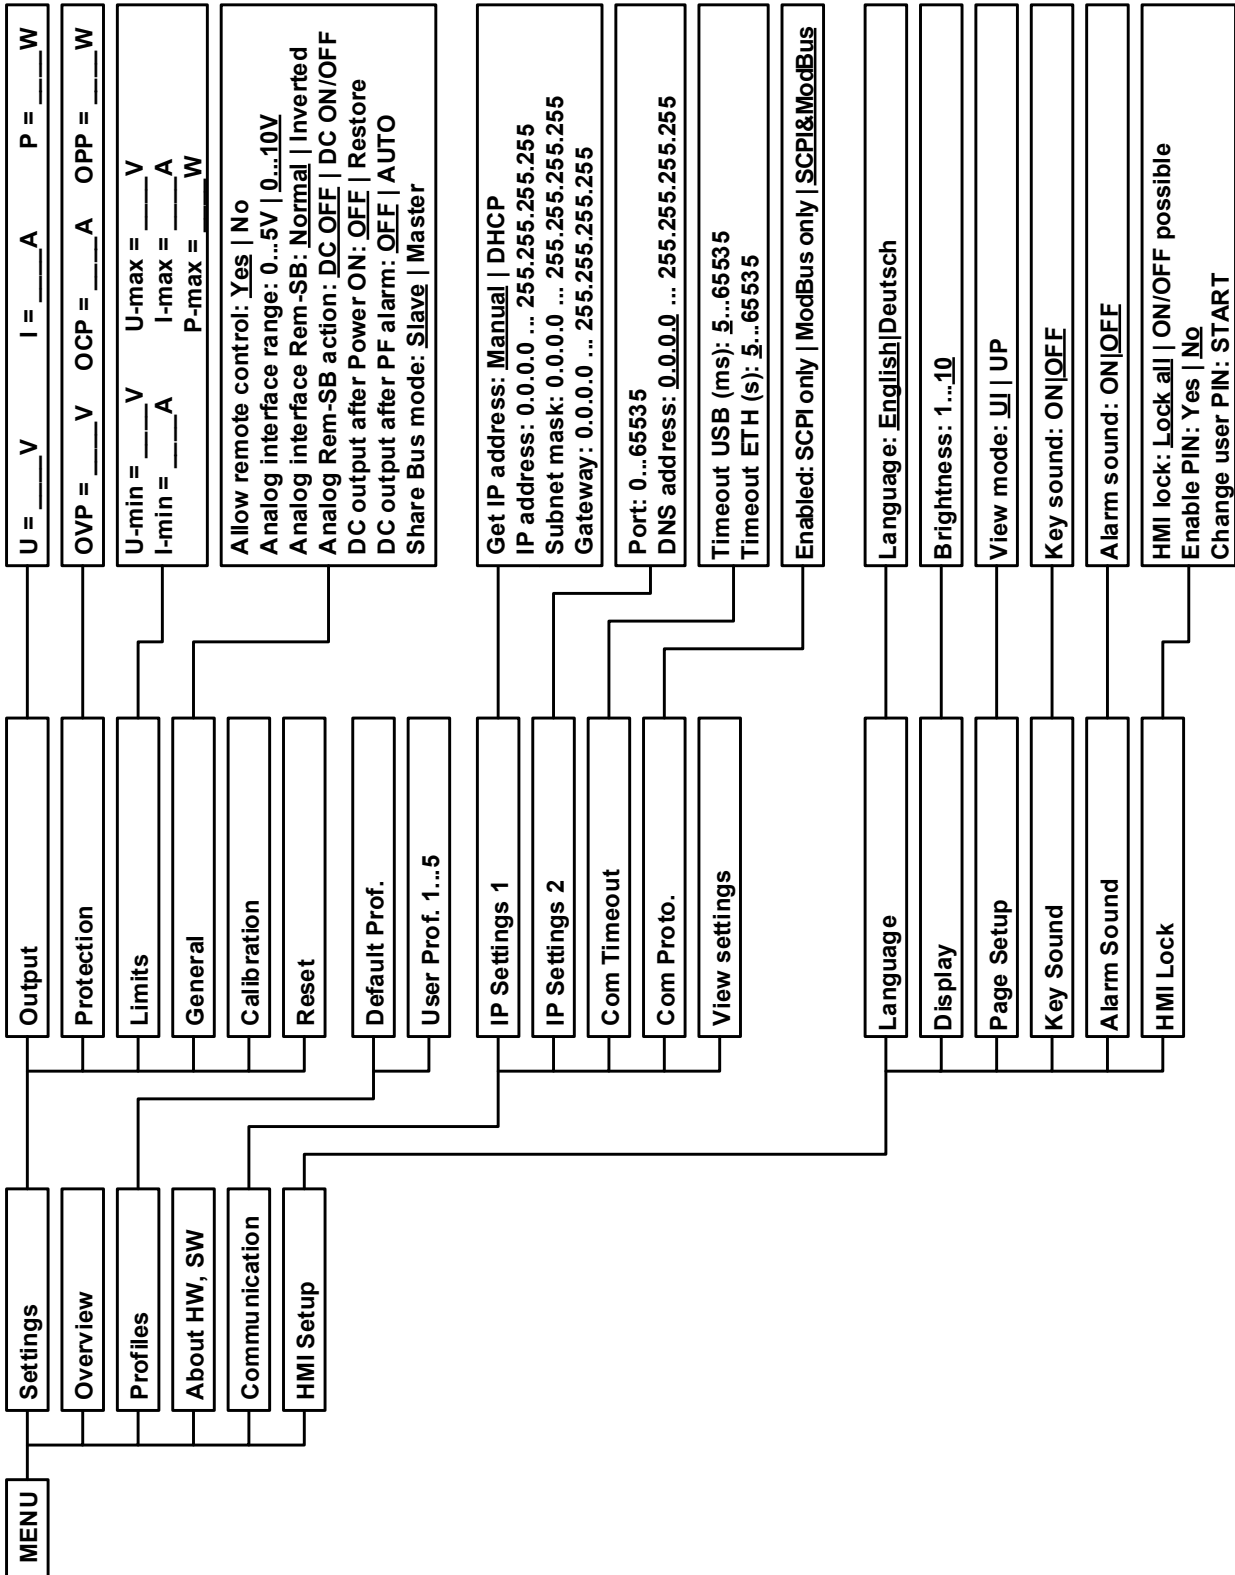 MENU
Settings
Overview
Profiles
About HW, SW
Communication
HMI Setup
Output
Protection
Limits
General
Calibration
Reset
Default Prof.
User Prof. 1...5
IP Settings 1
IP Settings 2
Com Timeout
Com Proto.
View settings
Language
Display
Page Setup
Key Sound
Alarm Sound
HMI Lock
U = ___V I = ___A P = ___W
OVP = ___V OCP = ___A OPP = ___W
U-min = ____V U-max = ____V
I-min = ____A I-max = ____A
P-max = ____W
Allow remote control: Yes | No
Analog interface range: 0...5V | 0...10V
Analog interface Rem-SB: Normal | Inverted
Analog Rem-SB action: DC OFF | DC ON/OFF
DC output after Power ON: OFF | Restore
DC output after PF alarm: OFF | AUTO
Share Bus mode: Slave | Master
Get IP address: Manual | DHCP
IP address: 0.0.0.0 ... 255.255.255.255
Subnet mask: 0.0.0.0 ... 255.255.255.255
Gateway: 0.0.0.0 ... 255.255.255.255
Port: 0...65535
DNS address: 0.0.0.0 ... 255.255.255.255
Timeout USB (ms): 5...65535
Timeout ETH (s): 5...65535
Enabled: SCPI only | ModBus only | SCPI&ModBus
Language: English|Deutsch
Brightness: 1...10
View mode: UI | UP
Key sound: ON|OFF
Alarm sound: ON|OFF
HMI lock: Lock all | ON/OFF possible
Enable PIN: Yes | No
Change user PIN: START